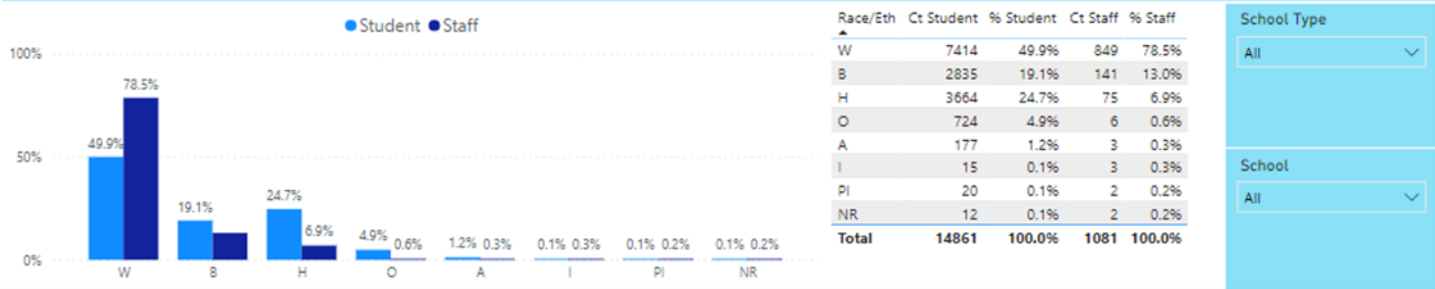 Student Staff
100%
50%
0%
49.9%
78.5%
19.1%
24.7%
6.9%
4.9%
0.6%
1.2% 0.3%
0.1% 0.3%
0.1% 0.2%
0.1% 0.2%
W B H O A I PI NR
Race/Eth Ct Student % Student Ct Staff % Staff
W 7414 49.9% 849 78.5%
B 2835 19.1% 141 13.0%
H 3664 24.7% 75 6.9%
O 724 4.9% 6 0.6%
A 177 1.2% 3 0.3%
I 15 0.1% 3 0.3%
PI 20 0.1% 2 0.2%
NR 12 0.1% 2 0.2%
Total 14861 100.0% 1081 100.0%
School Type
All
School
All